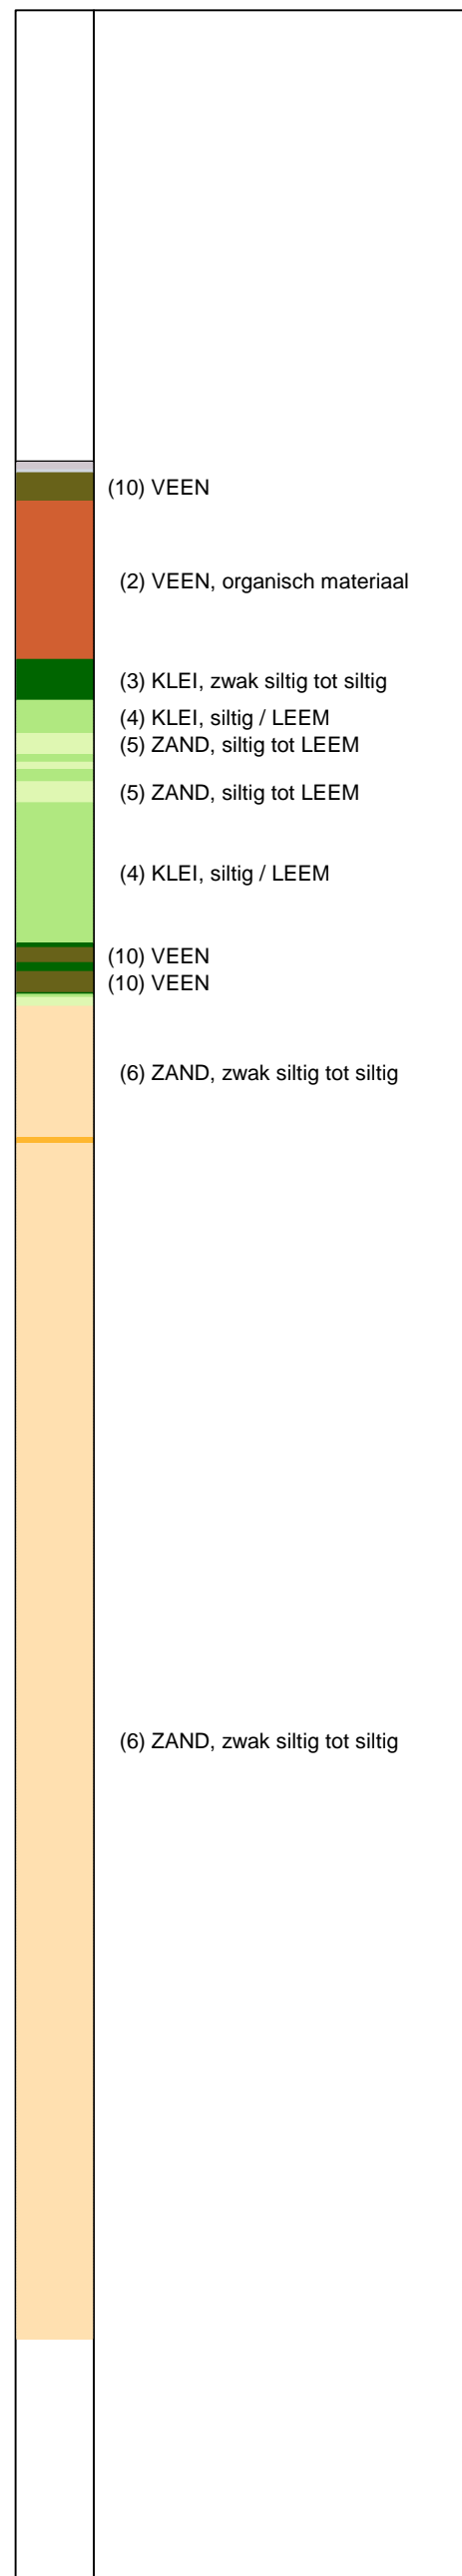 (10) VEEN
(2) VEEN, organisch materiaal
(3) KLEI, zwak siltig tot siltig
(4) KLEI, siltig / LEEM
(5) ZAND, siltig tot LEEM
(5) ZAND, siltig tot LEEM
(4) KLEI, siltig / LEEM
(10) VEEN
(10) VEEN
(6) ZAND, zwak siltig tot siltig
(6) ZAND, zwak siltig tot siltig